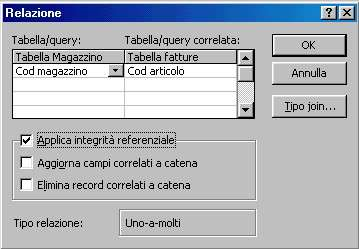 Relazione
Tabella/query: Tabella/query correlata:
Tabella Magazzino Tabella fatture
Cod magazzino Cod articolo
OK
Annulla
Tipo join...
Applica integrità referenziale
Aggiorna campi correlati a catena
Elimina record correlati a catena
Tipo relazione: Uno-a-molti